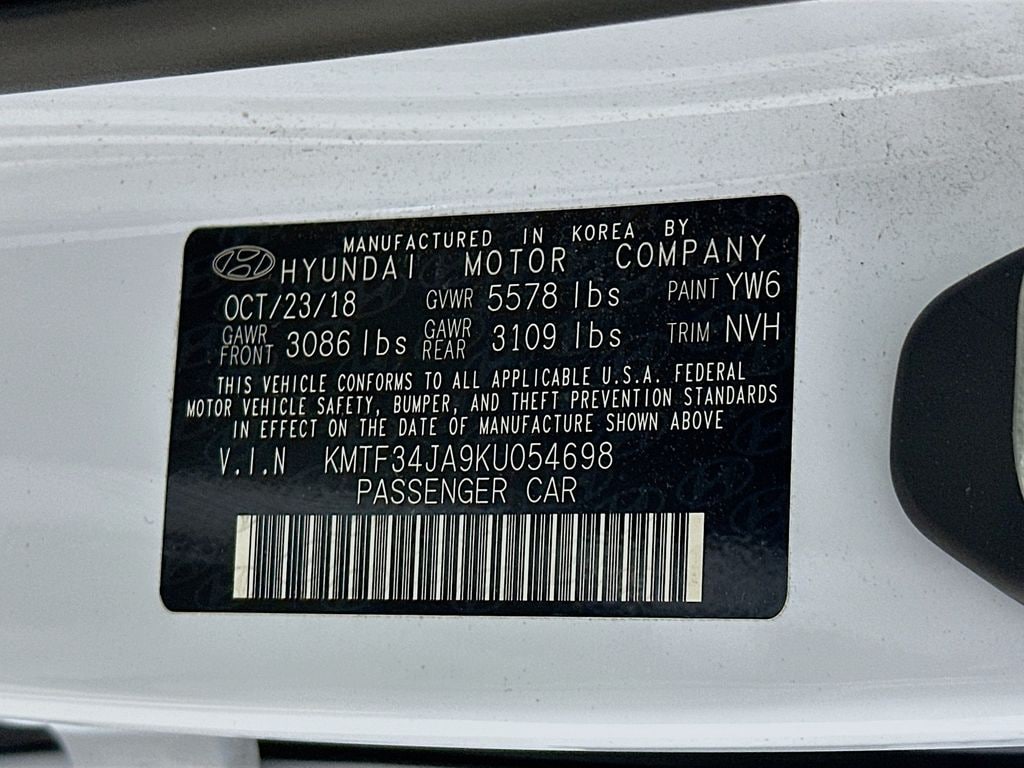 MANUFACTURED IN KOREA BY
HYUNDAI MOTOR COMPANY
OCT/23/18 GVWR 5578 lbs PAINT YW6
GAWR FRONT 3086 lbs GAWR REAR 3109 lbs TRIM NVH
THIS VEHICLE CONFORMS TO ALL APPLICABLE U.S.A. FEDERAL
MOTOR VEHICLE SAFETY, BUMPER, AND THEFT PREVENTION STANDARDS
IN EFFECT ON THE DATE OF MANUFACTURE SHOWN ABOVE
V.I.N KMTF34JA9KU054698
PASSENGER CAR